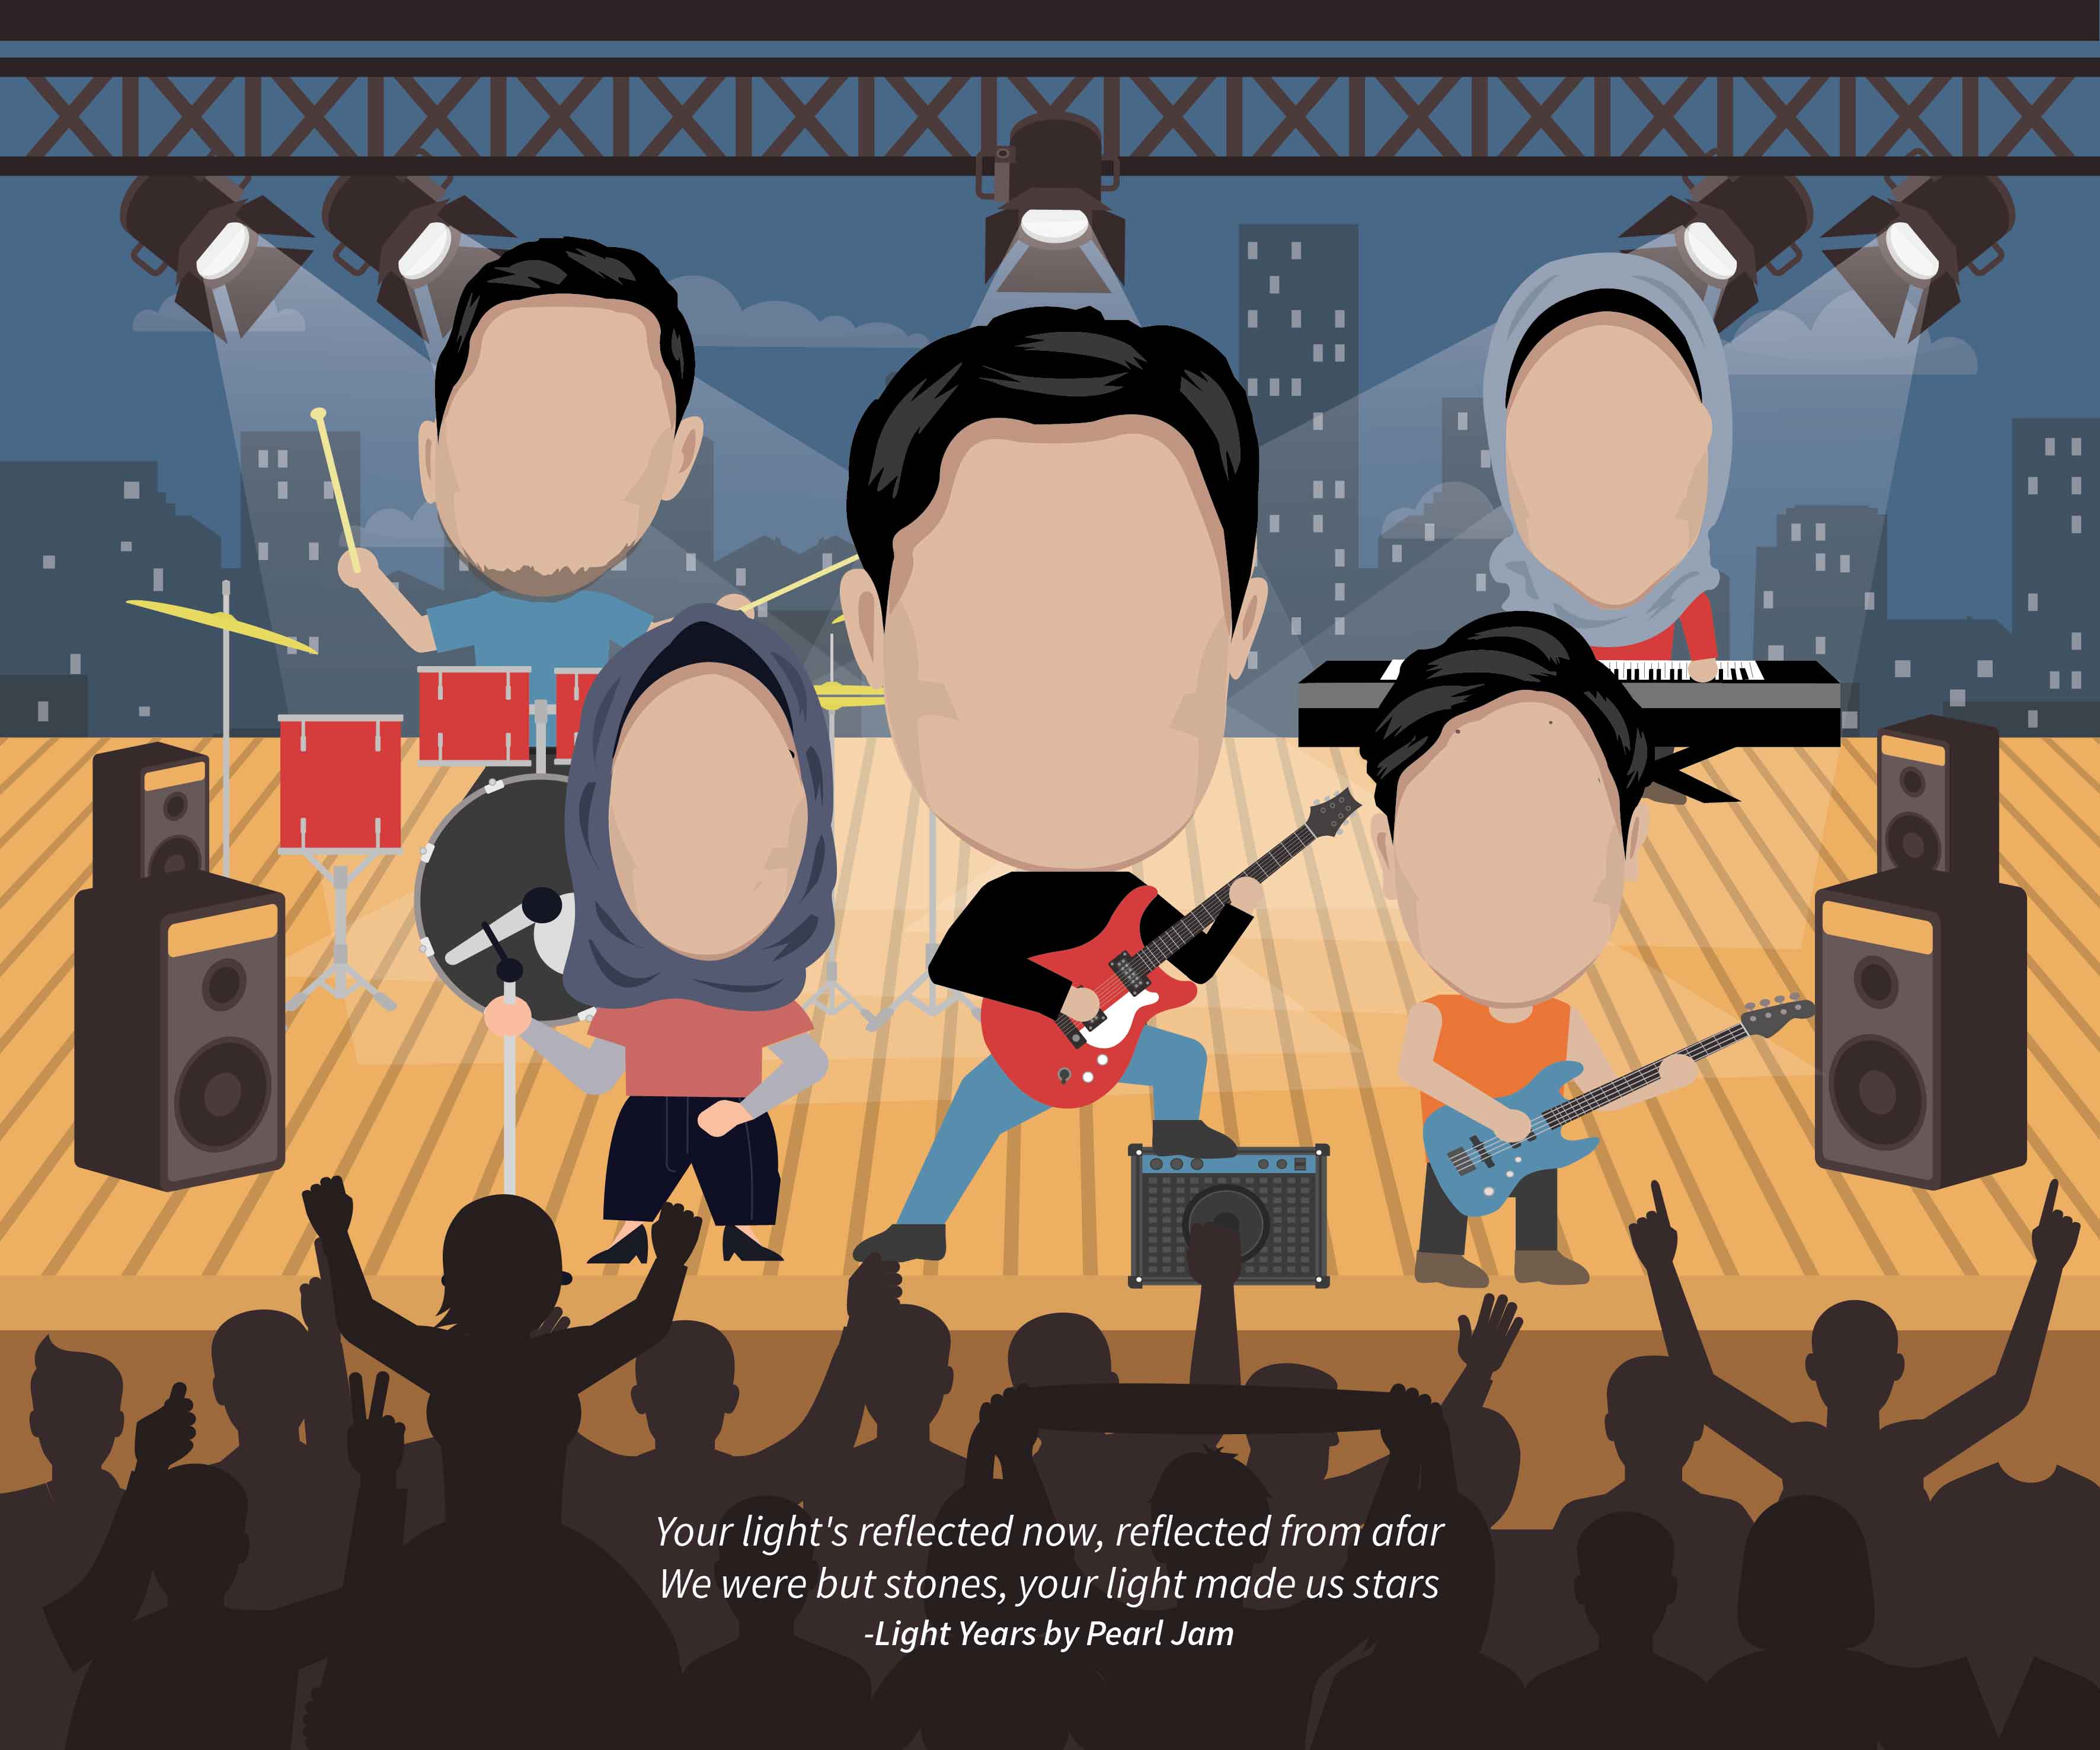 Your light's reflected now, reflected from afar
We were but stones, your light made us stars
-Light Years by Pearl Jam